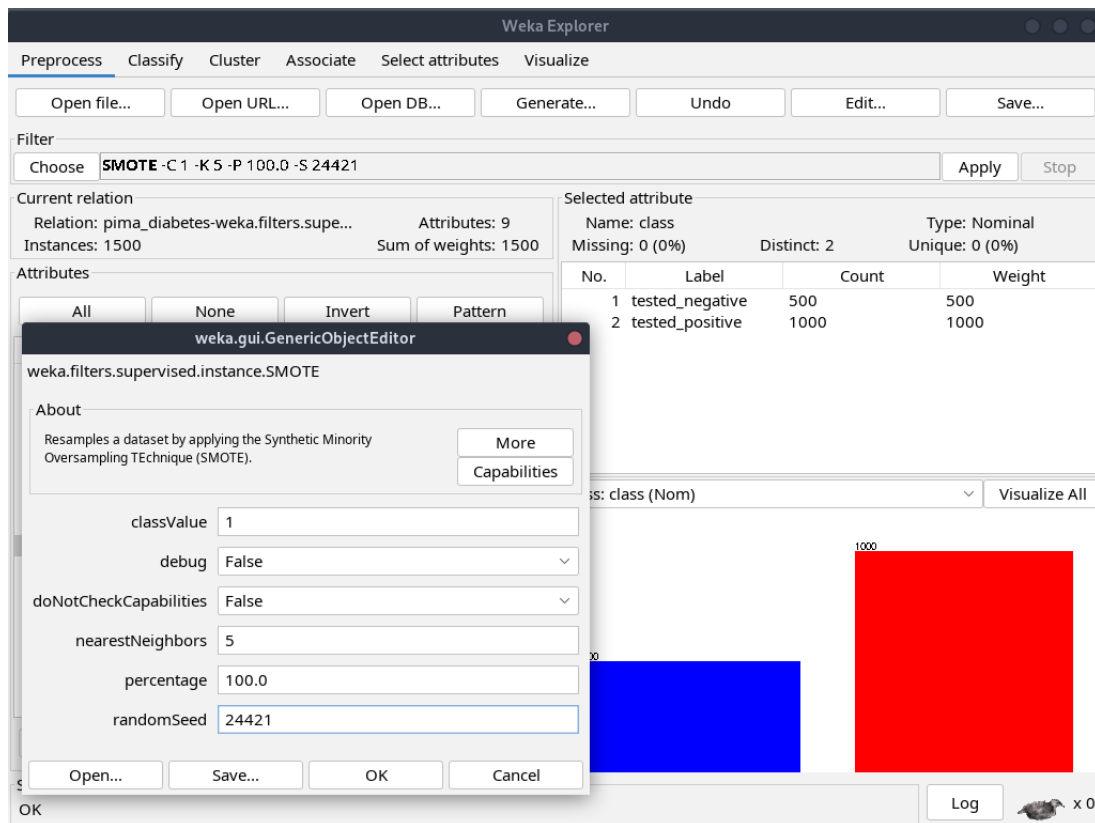 Weka Explorer
Preprocess Classify Cluster Associate Select attributes Visualize
Open file... Open URL... Open DB... Generate... Undo Edit... Save...
Filter
Choose SMOTE -C 1 -K 5 -P 100.0 -S 24421 Apply Stop
Current relation
Relation: pima_diabetes-weka.filters.supe... Attributes: 9
Instances: 1500 Sum of weights: 1500
Selected attribute
Name: class Type: Nominal
Missing: 0 (0%) Distinct: 2 Unique: 0 (0%)
No. Label Count Weight
1 tested_negative 500 500
2 tested_positive 1000 1000
Attributes
All None Invert Pattern
weka.gui.GenericObjectEditor
weka.filters.supervised.instance.SMOTE
About
Resamples a dataset by applying the Synthetic Minority
Oversampling TEchnique (SMOTE).
More
Capabilities
classValue 1
debug False
doNotCheckCapabilities False
nearestNeighbors 5
percentage 100.0
randomSeed 24421
Open... Save... OK Cancel
ss: class (Nom) Visualize All
1000
OK
Log x 0